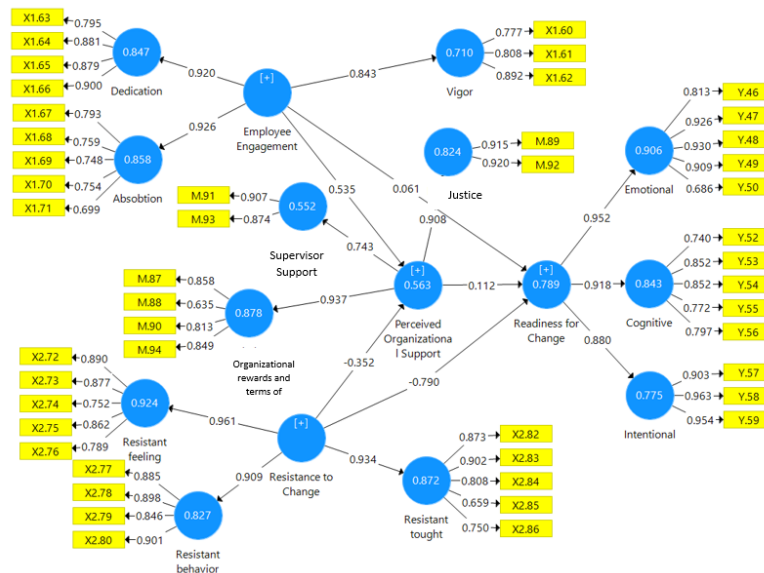 X1.63
X1.64
X1.65
X1.66
0.795
0.881
0.879
0.900
0.847
Dedication
0.920
X1.67
X1.68
X1.69
X1.70
X1.71
0.793
0.759
0.748
0.754
0.699
0.858
Absobtion
0.926
[+]
Employee
Engagement
0.843
0.710
Vigor
0.777
0.808
0.892
X1.60
X1.61
X1.62
0.824
Justice
0.915
0.920
M.89
M.92
0.535
0.061
0.908
M.91
M.93
0.907
0.874
0.552
Supervisor
Support
0.743
M.87
M.88
M.90
M.94
0.858
0.635
0.813
0.849
0.878
Organizational
rewards and
terms of
0.937
[+]
0.563
Perceived
Organizationa
l Support
0.112
[+]
0.789
Readiness for
Change
0.952
0.918
0.880
0.906
Emotional
0.813
0.926
0.930
0.909
0.686
Y.46
Y.47
Y.48
Y.49
Y.50
0.843
Cognitive
0.740
0.852
0.852
0.772
0.797
Y.52
Y.53
Y.54
Y.55
Y.56
0.775
Intentional
0.903
0.963
0.954
Y.57
Y.58
Y.59
-0.352
-0.790
X2.72
X2.73
X2.74
X2.75
X2.76
0.890
0.877
0.752
0.862
0.789
0.924
Resistant
feeling
0.961
[+]
Resistance to
Change
0.909
0.934
X2.77
X2.78
X2.79
X2.80
0.885
0.898
0.846
0.901
0.827
Resistant
behavior
0.872
Resistant
tought
0.873
0.902
0.808
0.659
0.750
X2.82
X2.83
X2.84
X2.85
X2.86